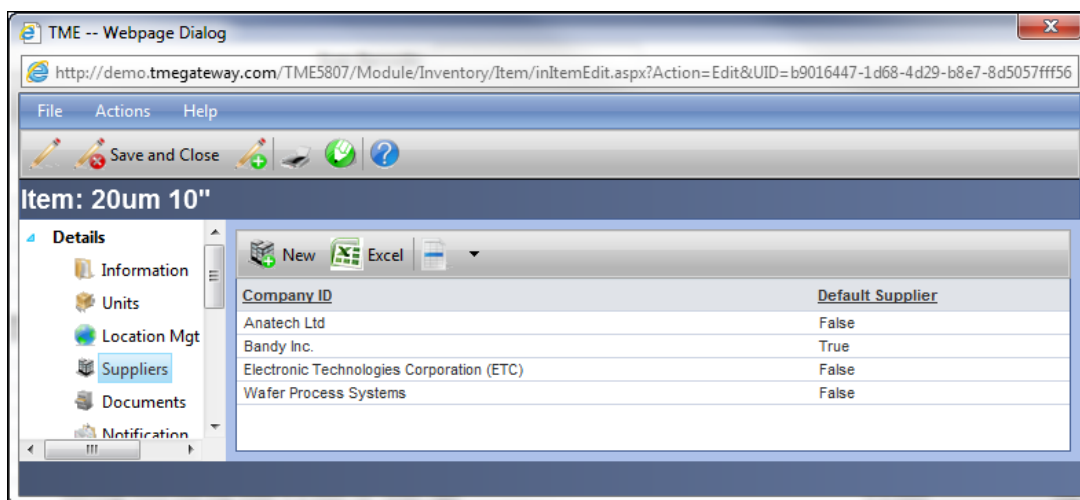 TME -- Webpage Dialog
http://demo.tmegateway.com/TME5807/Module/Inventory/Item/inItemEdit.aspx?Action=Edit&UID=b9016447-1d68-4d29-b8e7-8d5057fff56
File Actions Help
Save and Close
Item: 20um 10"
Details
Information
Units
Location Mgt
Suppliers
Documents
Notification
New Excel
Company ID Default Supplier
Anatech Ltd False
Bandy Inc. True
Electronic Technologies Corporation (ETC) False
Wafer Process Systems False